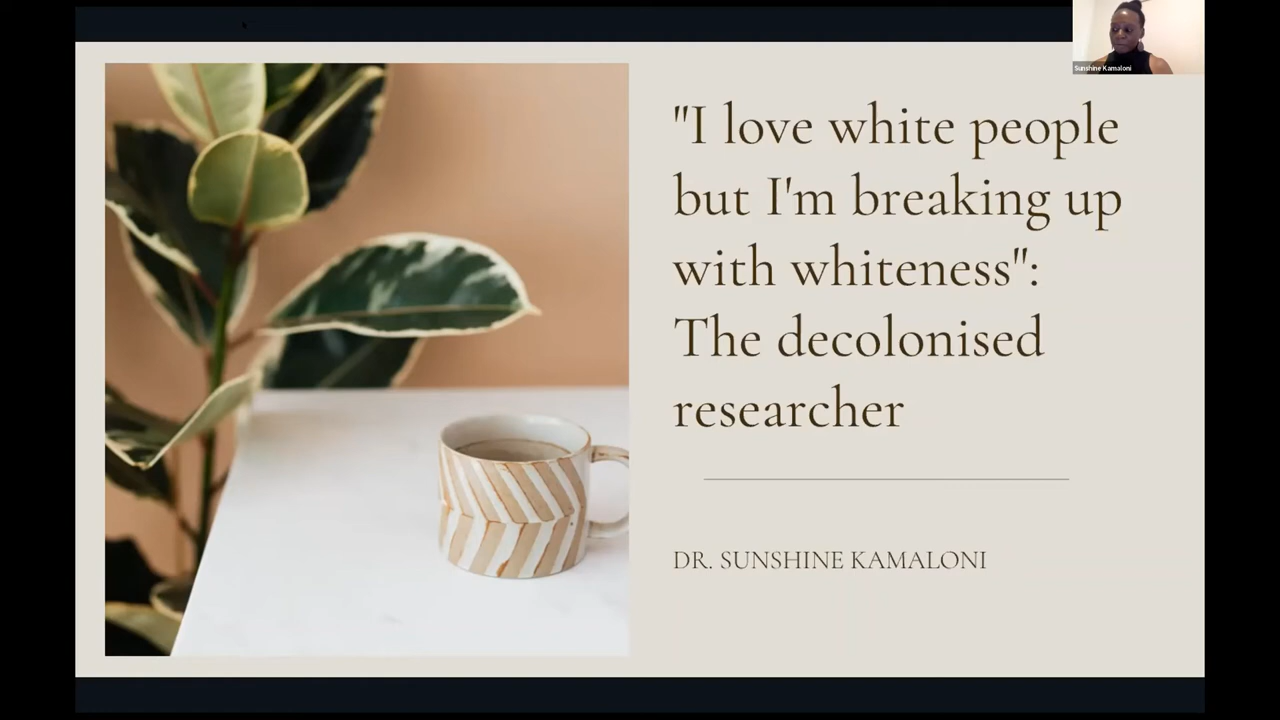 Sunshine Kamaloni
"I love white people
but I'm breaking up
with whiteness":
The decolonised
researcher
DR. SUNSHINE KAMALONI